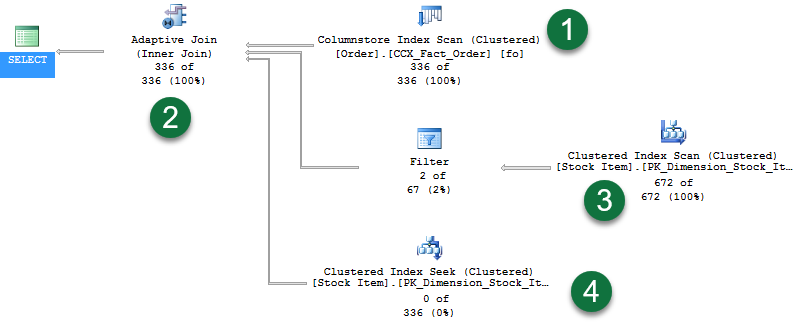 1
Adaptive Join
(Inner Join)
336 of
336 (100%)
Columnstore Index Scan (Clustered)
[Order].[CCX_Fact_Order] [fo]
336 of
336 (100%)
SELECT
2
Filter
2 of
67 (2%)
Clustered Index Scan (Clustered)
[Stock Item].[PK_Dimension_Stock_It…
672 of
672 (100%)
3
Clustered Index Seek (Clustered)
[Stock Item].[PK_Dimension_Stock_It…
0 of
336 (0%)
4